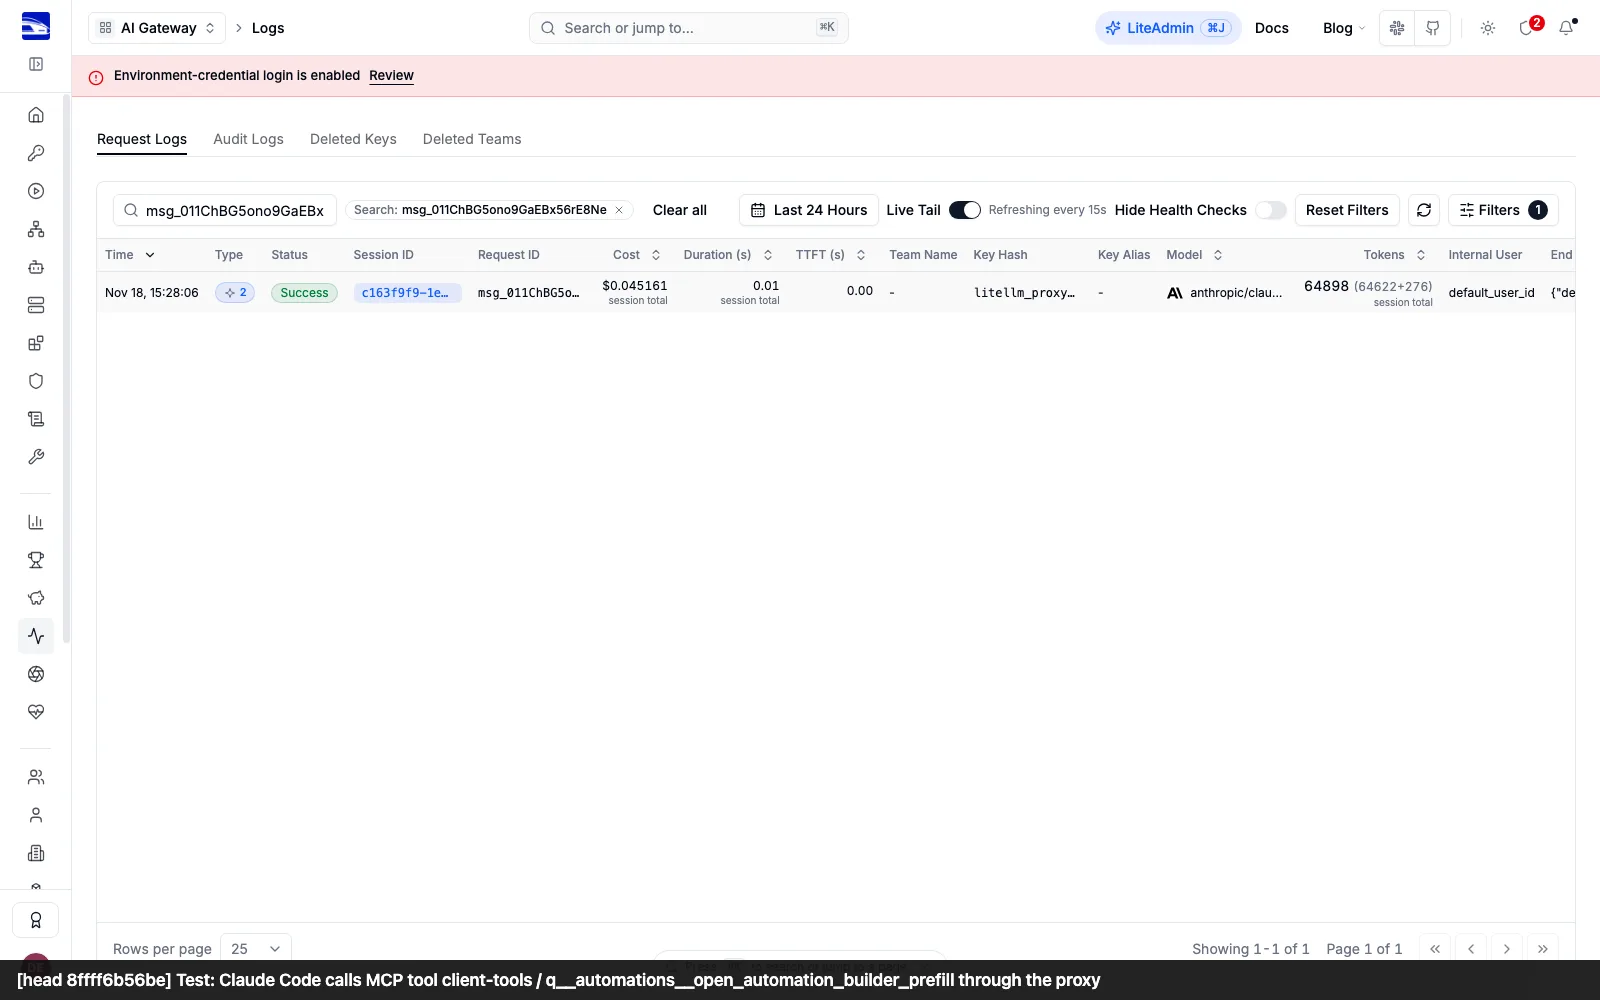 AI Gateway
Logs
Search or jump to...
⌘K
LiteAdmin ⌘J
Docs
Blog
2
Environment-credential login is enabled Review
Request Logs
Audit Logs
Deleted Keys
Deleted Teams
msg_011ChBG5ono9GaEBx
Search: msg_011ChBG5ono9GaEBx56rE8Ne ×
Clear all
Last 24 Hours
Live Tail
Refreshing every 15s
Hide Health Checks
Reset Filters
Filters 1
Time Type Status Session ID Request ID Cost Duration (s) TTFT (s) Team Name Key Hash Key Alias Model Tokens Internal User End
Nov 18, 15:28:06 2 Success c163f9f9-1e… msg_011ChBG5o… $0.045161 0.01 0.00 - litellm_proxy… - anthropic/clau... 64898 (64622+276) default_user_id {"de
session total session total session total
Rows per page 25
Showing 1-1 of 1 Page 1 of 1
[head 8ffff6b56be] Test: Claude Code calls MCP tool client-tools / q__automations__open_automation_builder_prefill through the proxy